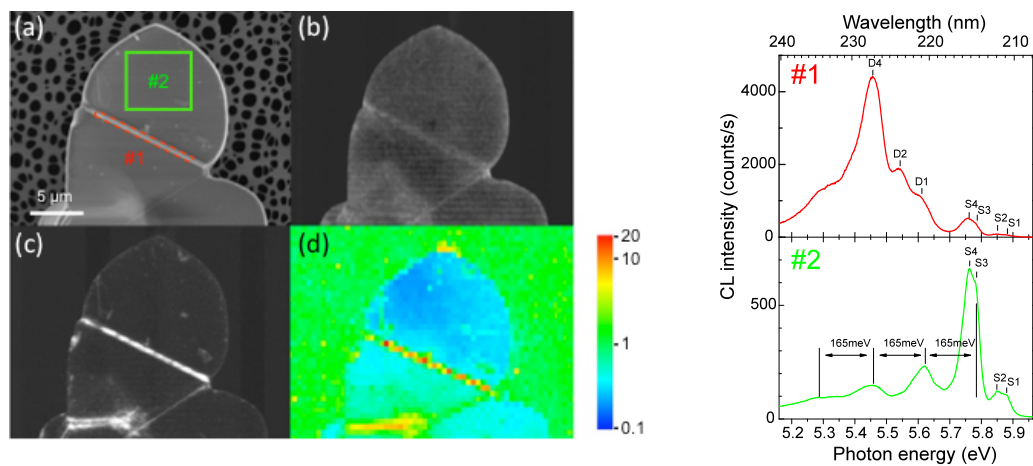 (a)
#2
#1
5 µm
(b)
(c)
(d)
20
10
1
0.1
Wavelength (nm)
240 230 220 210
#1
D4
D2
D1
S4
S3
S2
S1
4000
2000
0
CL intensity (counts/s)
#2
S4
S3
165meV 165meV 165meV
S2
S1
500
0
5.2 5.3 5.4 5.5 5.6 5.7 5.8 5.9
Photon energy (eV)